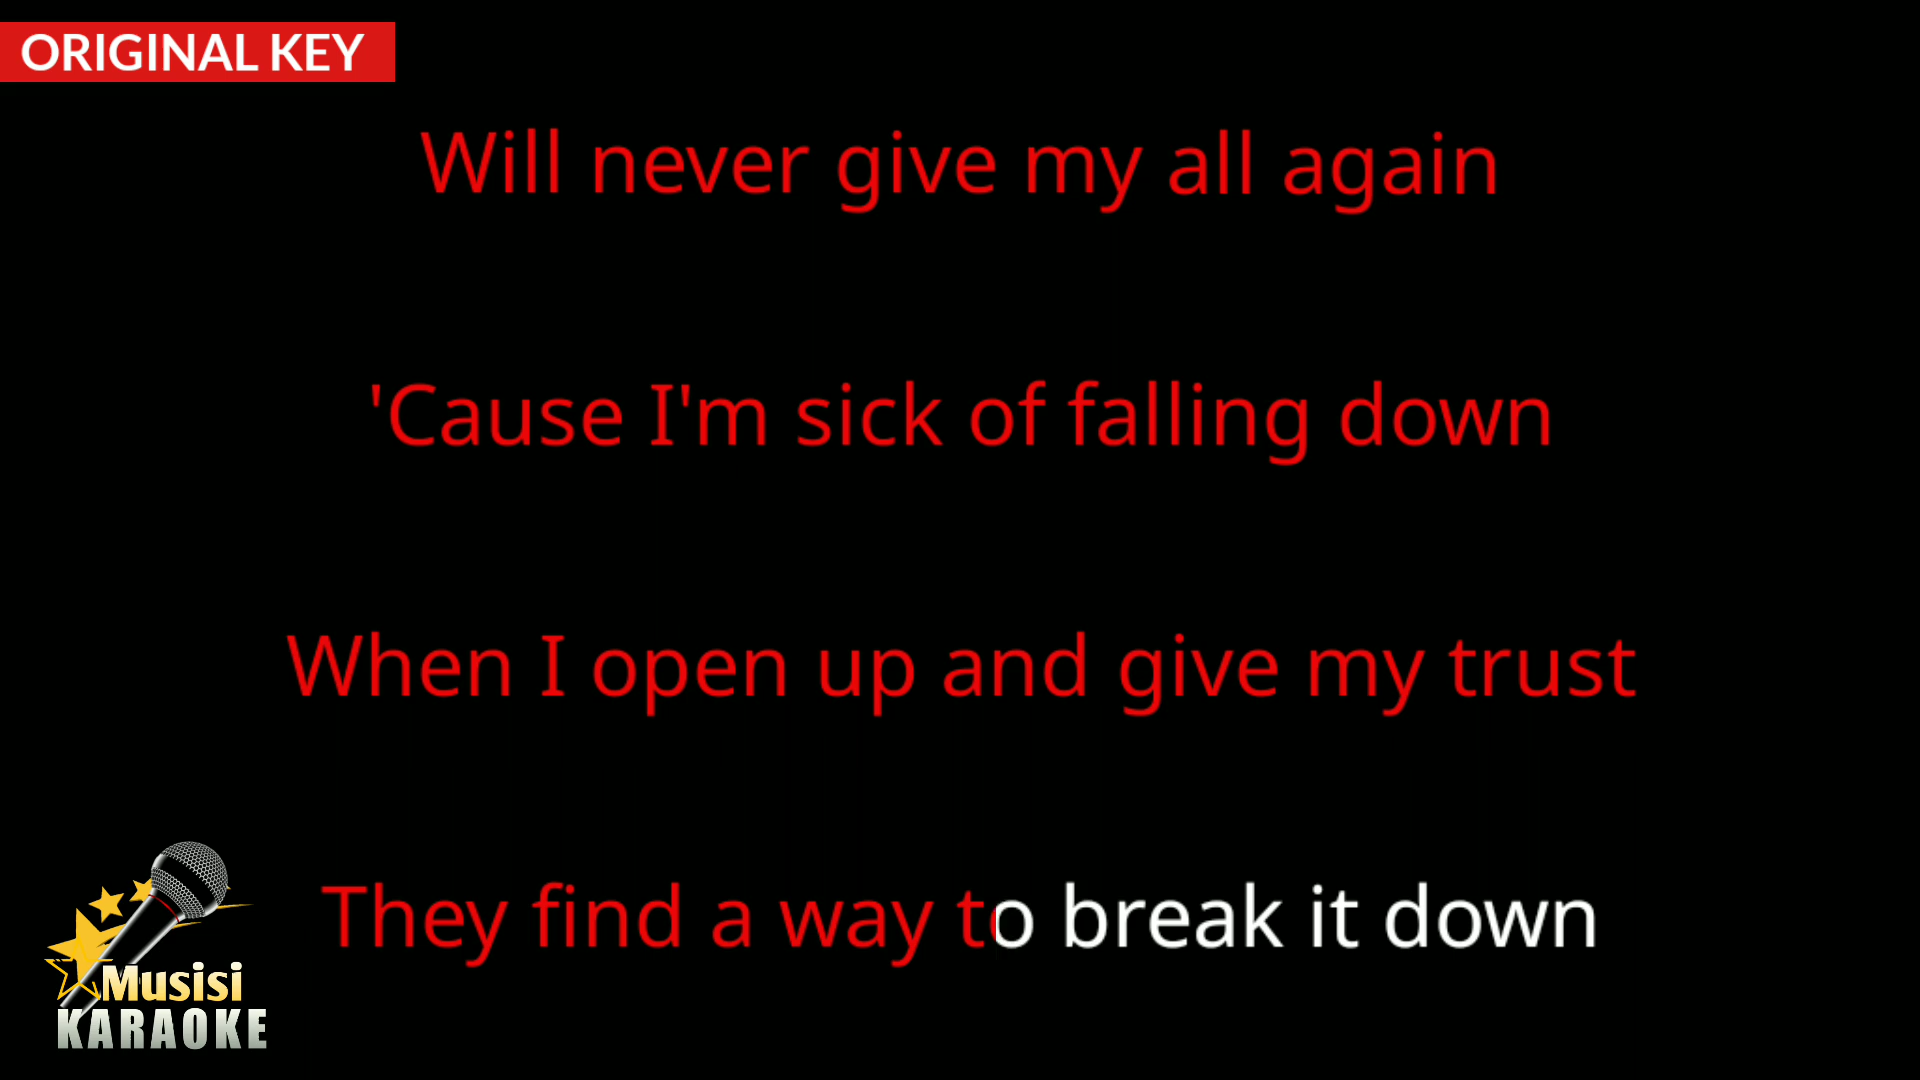 ORIGINAL KEY
Will never give my all again
'Cause I'm sick of falling down
When I open up and give my trust
They find a way to break it down
Musisi
KARAOKE